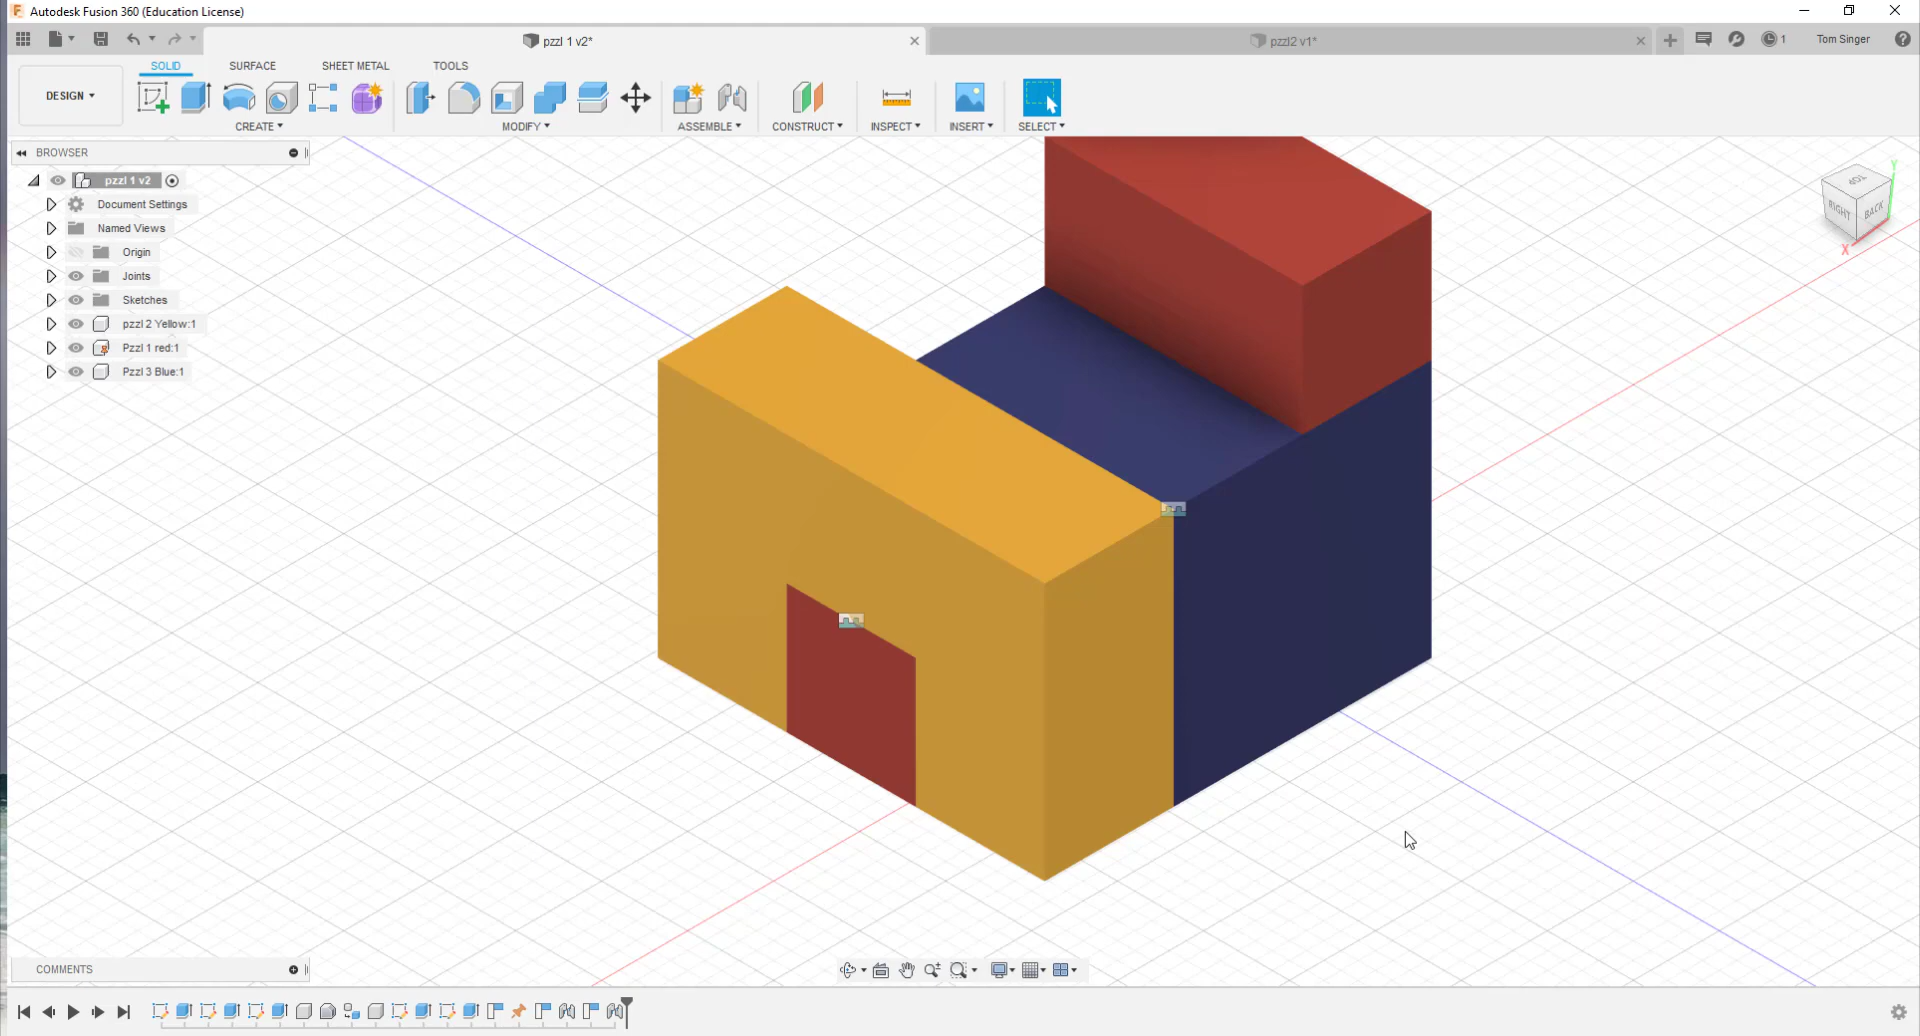 Autodesk Fusion 360 (Education License)
pzzl 1 v2*
pzzl2 v1*
1
Tom Singer
DESIGN
SOLID
SURFACE
SHEET METAL
TOOLS
CREATE
MODIFY
ASSEMBLE
CONSTRUCT
INSPECT
INSERT
SELECT
BROWSER
pzzl 1 v2
Document Settings
Named Views
Origin
Joints
Sketches
pzzl 2 Yellow:1
Pzzl 1 red:1
Pzzl 3 Blue:1
Y
TOP
RIGHT
BACK
X
COMMENTS